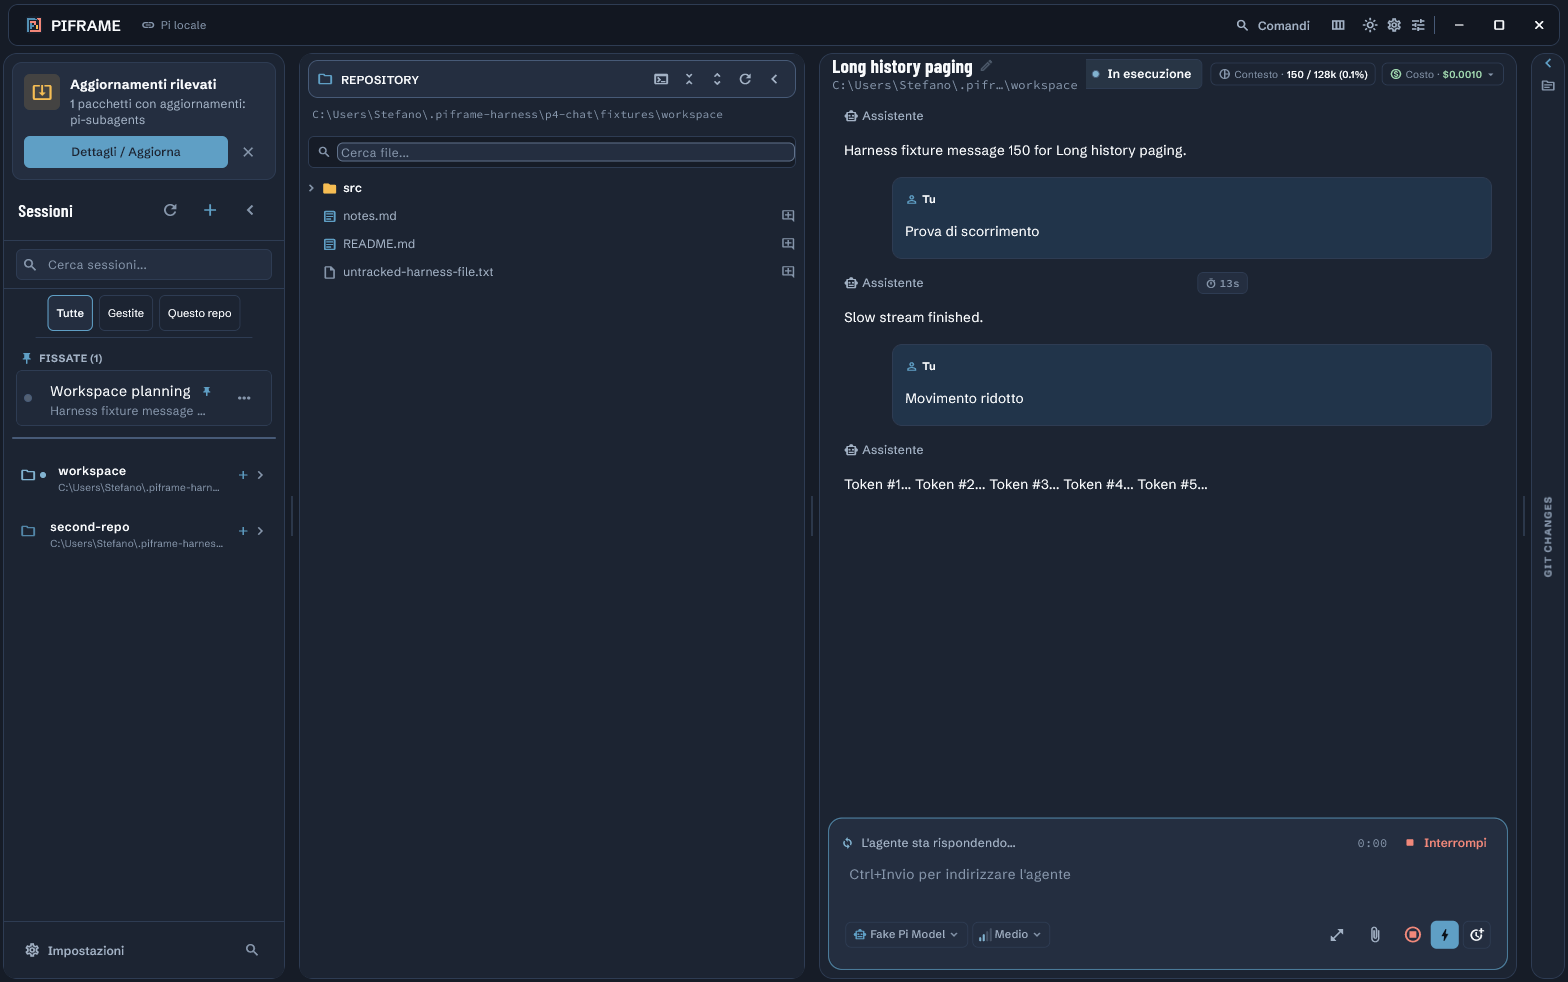 PIFRAME
Pi locale
Comandi
Aggiornamenti rilevati
1 pacchetti con aggiornamenti:
pi-subagents
Dettagli / Aggiorna
Sessioni
Cerca sessioni...
Tutte
Gestite
Questo repo
FISSATE (1)
Workspace planning
Harness fixture message ...
workspace
C:\Users\Stefano\.piframe-harn...
second-repo
C:\Users\Stefano\.piframe-harnes...
Impostazioni
REPOSITORY
C:\Users\Stefano\.piframe-harness\p4-chat\fixtures\workspace
Cerca file...
src
notes.md
README.md
untracked-harness-file.txt
Long history paging
C:\Users\Stefano\.pifr…\workspace
In esecuzione
Contesto · 150 / 128k (0.1%)
Costo · $0.0010
Assistente
Harness fixture message 150 for Long history paging.
Tu
Prova di scorrimento
Assistente
13s
Slow stream finished.
Tu
Movimento ridotto
Assistente
Token #1... Token #2... Token #3... Token #4... Token #5...
L'agente sta rispondendo...
0:00
Interrompi
Ctrl+Invio per indirizzare l'agente
Fake Pi Model
Medio
GIT CHANGES